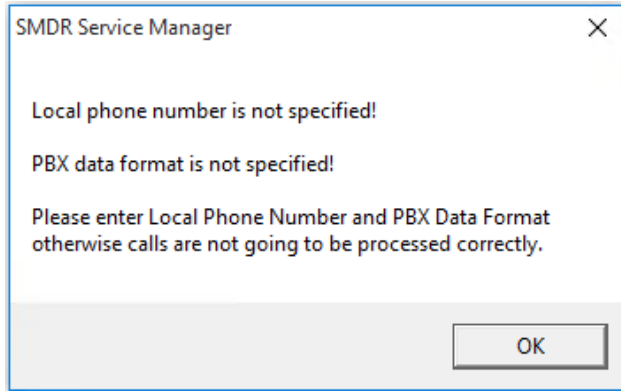 SMDR Service Manager
Local phone number is not specified!
PBX data format is not specified!
Please enter Local Phone Number and PBX Data Format
otherwise calls are not going to be processed correctly.
OK